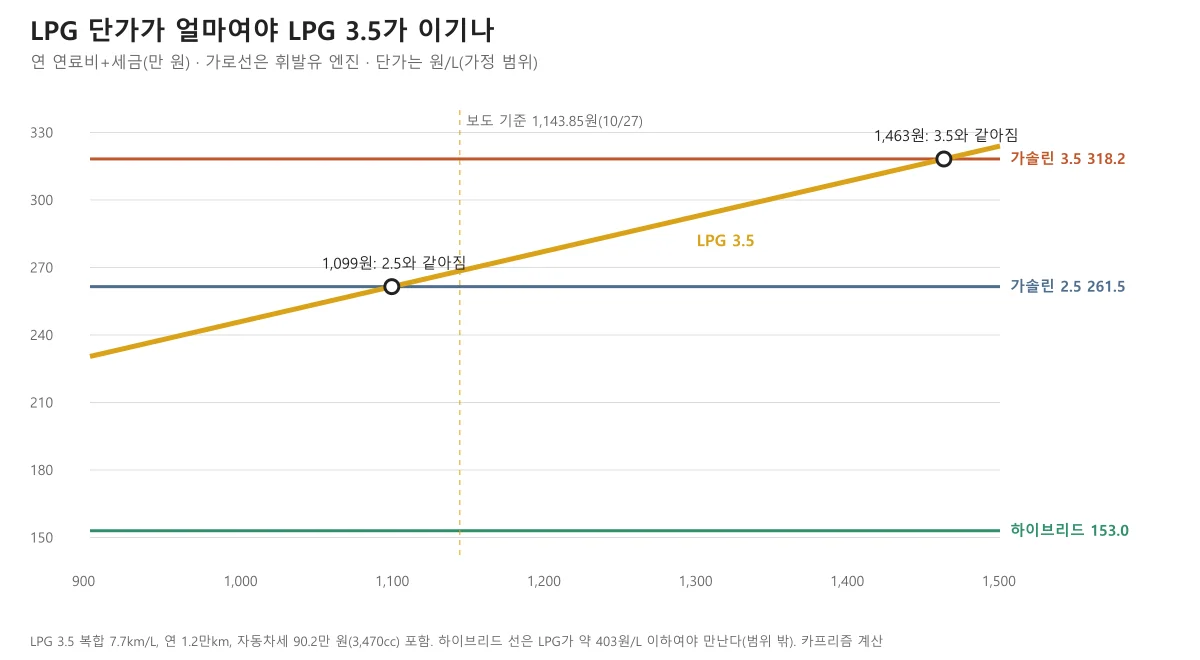 LPG 단가가 얼마여야 LPG 3.5가 이기나
연 연료비+세금(만 원) · 가로선은 휘발유 엔진 · 단가는 원/L(가정 범위)
보도 기준 1,143.85원(10/27)
330
1,463원: 3.5와 같아짐
가솔린 3.5 318.2
300
LPG 3.5
270
1,099원: 2.5와 같아짐
가솔린 2.5 261.5
240
210
180
150
하이브리드 153.0
900 1,000 1,100 1,200 1,300 1,400 1,500
LPG 3.5 복합 7.7km/L, 연 1.2만km, 자동차세 90.2만 원(3,470cc) 포함. 하이브리드 선은 LPG가 약 403원/L 이하여야 만난다(범위 밖). 카프리즘 계산